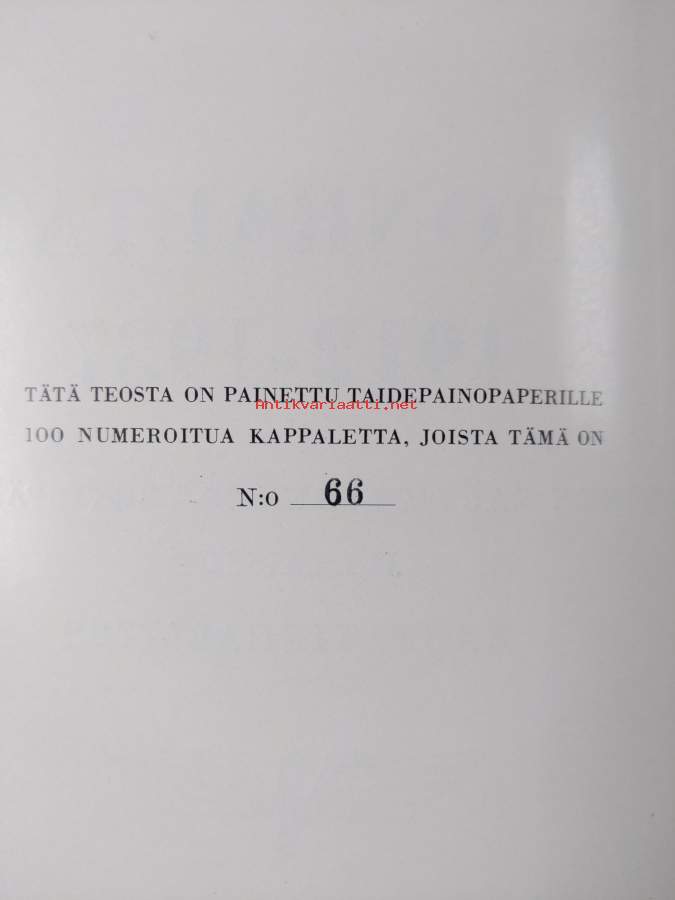 TÄTÄ TEOSTA ON PAINETTU TAIDEPAINOPAPERILLE
Antikvariaatti.net
100 NUMEROITUA KAPPALETTA, JOISTA TÄMÄ ON
N:o 66